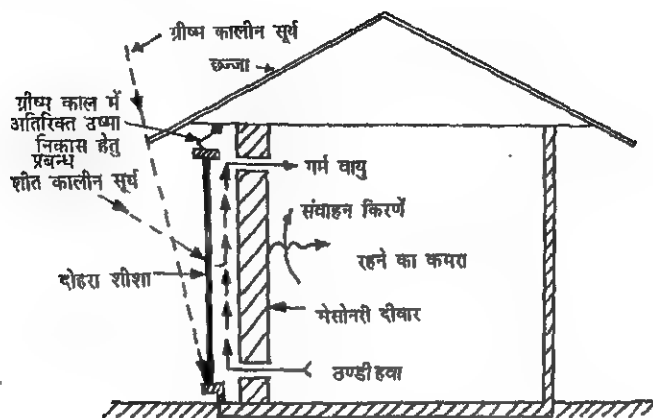 ग्रीष्म कालीन सूर्य
छज्जा
ग्रीष्म काल में
अतिरिक्त उष्मा
निकास हेतु
प्रबन्ध
शीत कालीन सूर्य
दोहरा शीशा
गर्म वायु
संवाहन किरणें
रहने का कमरा
मेसोनरी दीवार
ठण्डी हवा